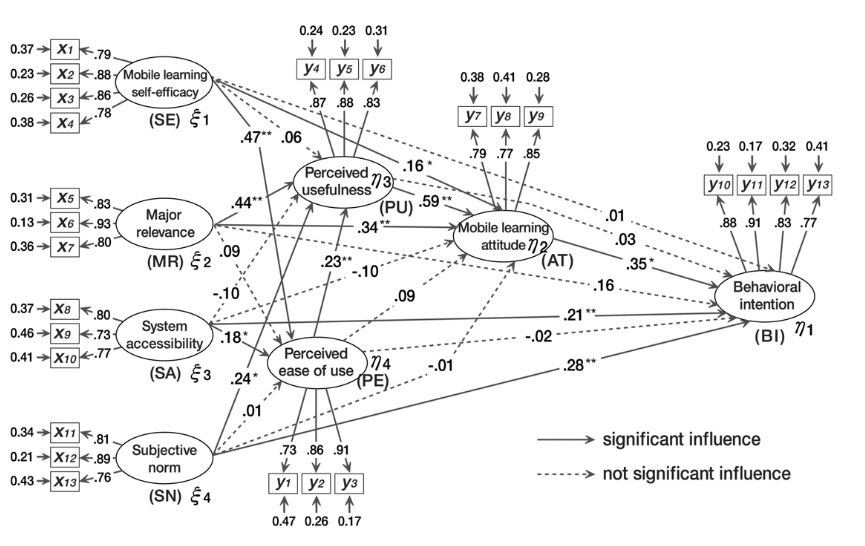 0.37 x1 .79
0.23 x2 .88
0.26 x3 .86
0.38 x4 .78
Mobile learning
self-efficacy
(SE) ξ1
0.31 x5 .83
0.13 x6 .93
0.36 x7 .80
Major
relevance
(MR) ξ2
0.37 x8 .80
0.46 x9 .73
0.41 x10 .77
System
accessibility
(SA) ξ3
0.34 x11 .81
0.21 x12 .89
0.43 x13 .76
Subjective
norm
(SN) ξ4
0.24 0.23 0.31
y4 y5 y6
.87 .88 .83
Perceived
usefulness η3
(PU)
0.38 0.41 0.28
y7 y8 y9
.79 .77 .85
Mobile learning
attitude η2
(AT)
0.23 0.17 0.32 0.41
y10 y11 y12 y13
.88 .91 .83 .77
Behavioral
intention
(BI) η1
Perceived
ease of use η4
(PE)
.73 .86 .91
y1 y2 y3
0.47 0.26 0.17
.47**
.06
.16*
.01
.44**
.59**
.03
.34**
.09
.23**
-.10
.35*
.16
-.10
.09
.21**
.18*
-.02
.24*
-.01
.28**
.01
significant influence
not significant influence